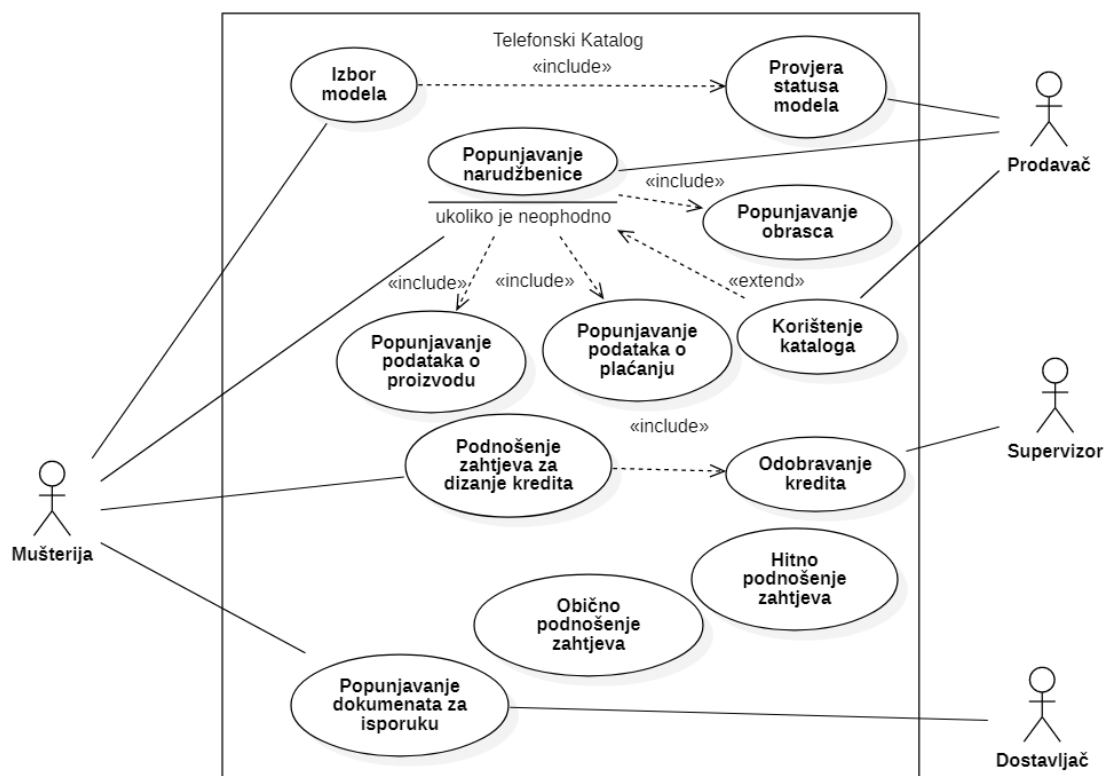 Telefonski Katalog
Izbor
modela
«include»
Provjera
statusa
modela
Prodavač
Popunjavanje
narudžbenice
ukoliko je neophodno
«include»
Popunjavanje
obrasca
«include»
«include»
«extend»
Popunjavanje
podataka o
proizvodu
Popunjavanje
podataka o
plaćanju
Korištenje
kataloga
Podnošenje
zahtjeva za
dizanje kredita
«include»
Odobravanje
kredita
Supervizor
Mušterija
Hitno
podnošenje
zahtjeva
Obično
podnošenje
zahtjeva
Popunjavanje
dokumenata za
isporuku
Dostavljač